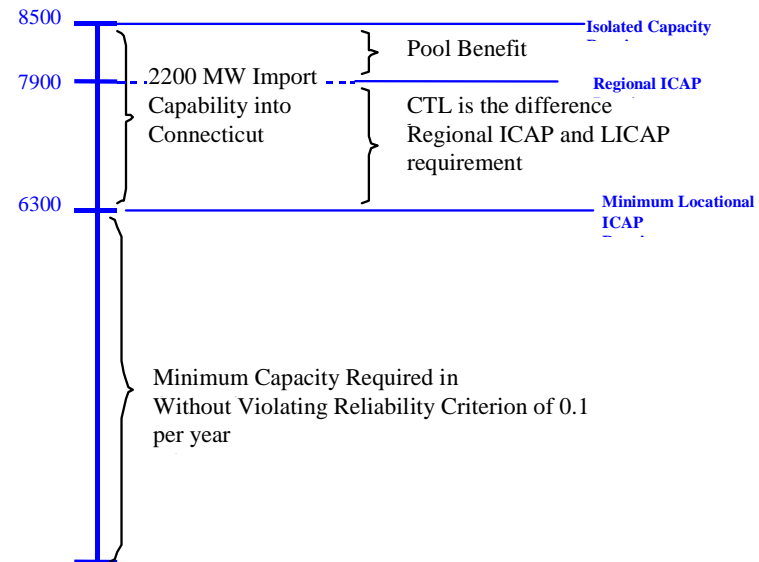 8500
Isolated Capacity
Pool Benefit
7900
2200 MW Import
Capability into
Connecticut
Regional ICAP
CTL is the difference
Regional ICAP and LICAP
requirement
6300
Minimum Locational
ICAP
Minimum Capacity Required in
Without Violating Reliability Criterion of 0.1
per year